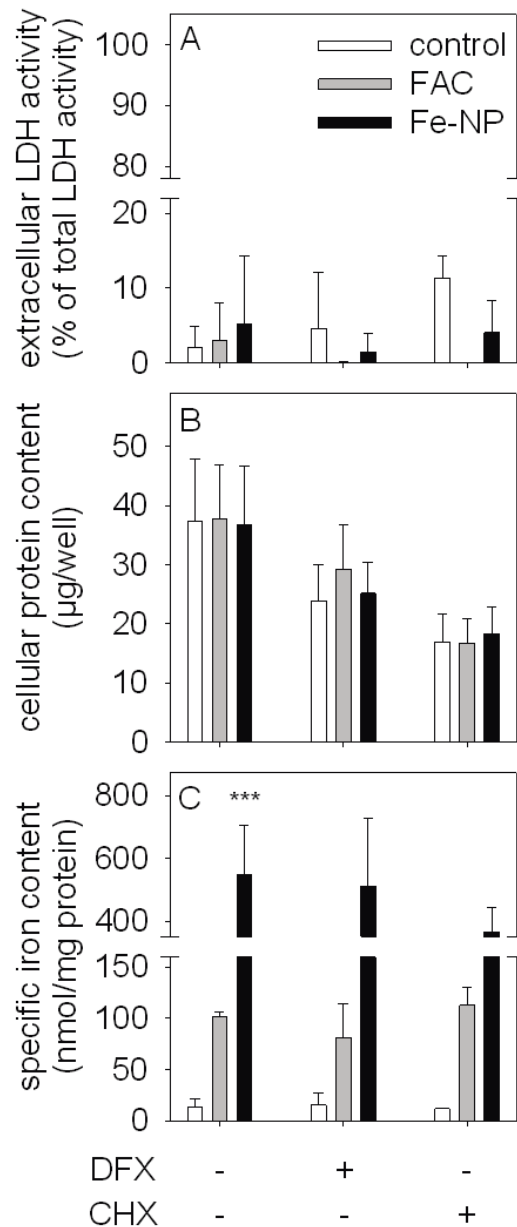 A
control
FAC
Fe-NP
extracellular LDH activity
(% of total LDH activity)
100
90
80
20
10
0
B
cellular protein content
(µg/well)
50
40
30
20
10
0
C
***
specific iron content
(nmol/mg protein)
800
600
400
150
100
50
0
DFX - + -
CHX - - +